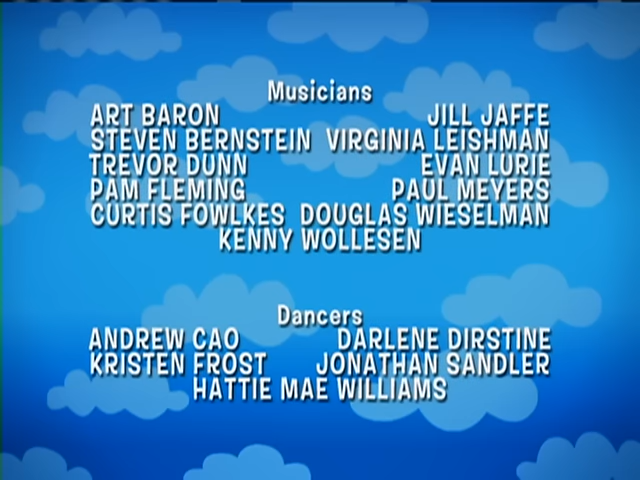 Musicians
ART BARON JILL JAFFE
STEVEN BERNSTEIN VIRGINIA LEISHMAN
TREVOR DUNN EVAN LURIE
PAM FLEMING PAUL MEYERS
CURTIS FOWLKES DOUGLAS WIESELMAN
KENNY WOLLESEN
Dancers
ANDREW CAO DARLENE DIRSTINE
KRISTEN FROST JONATHAN SANDLER
HATTIE MAE WILLIAMS